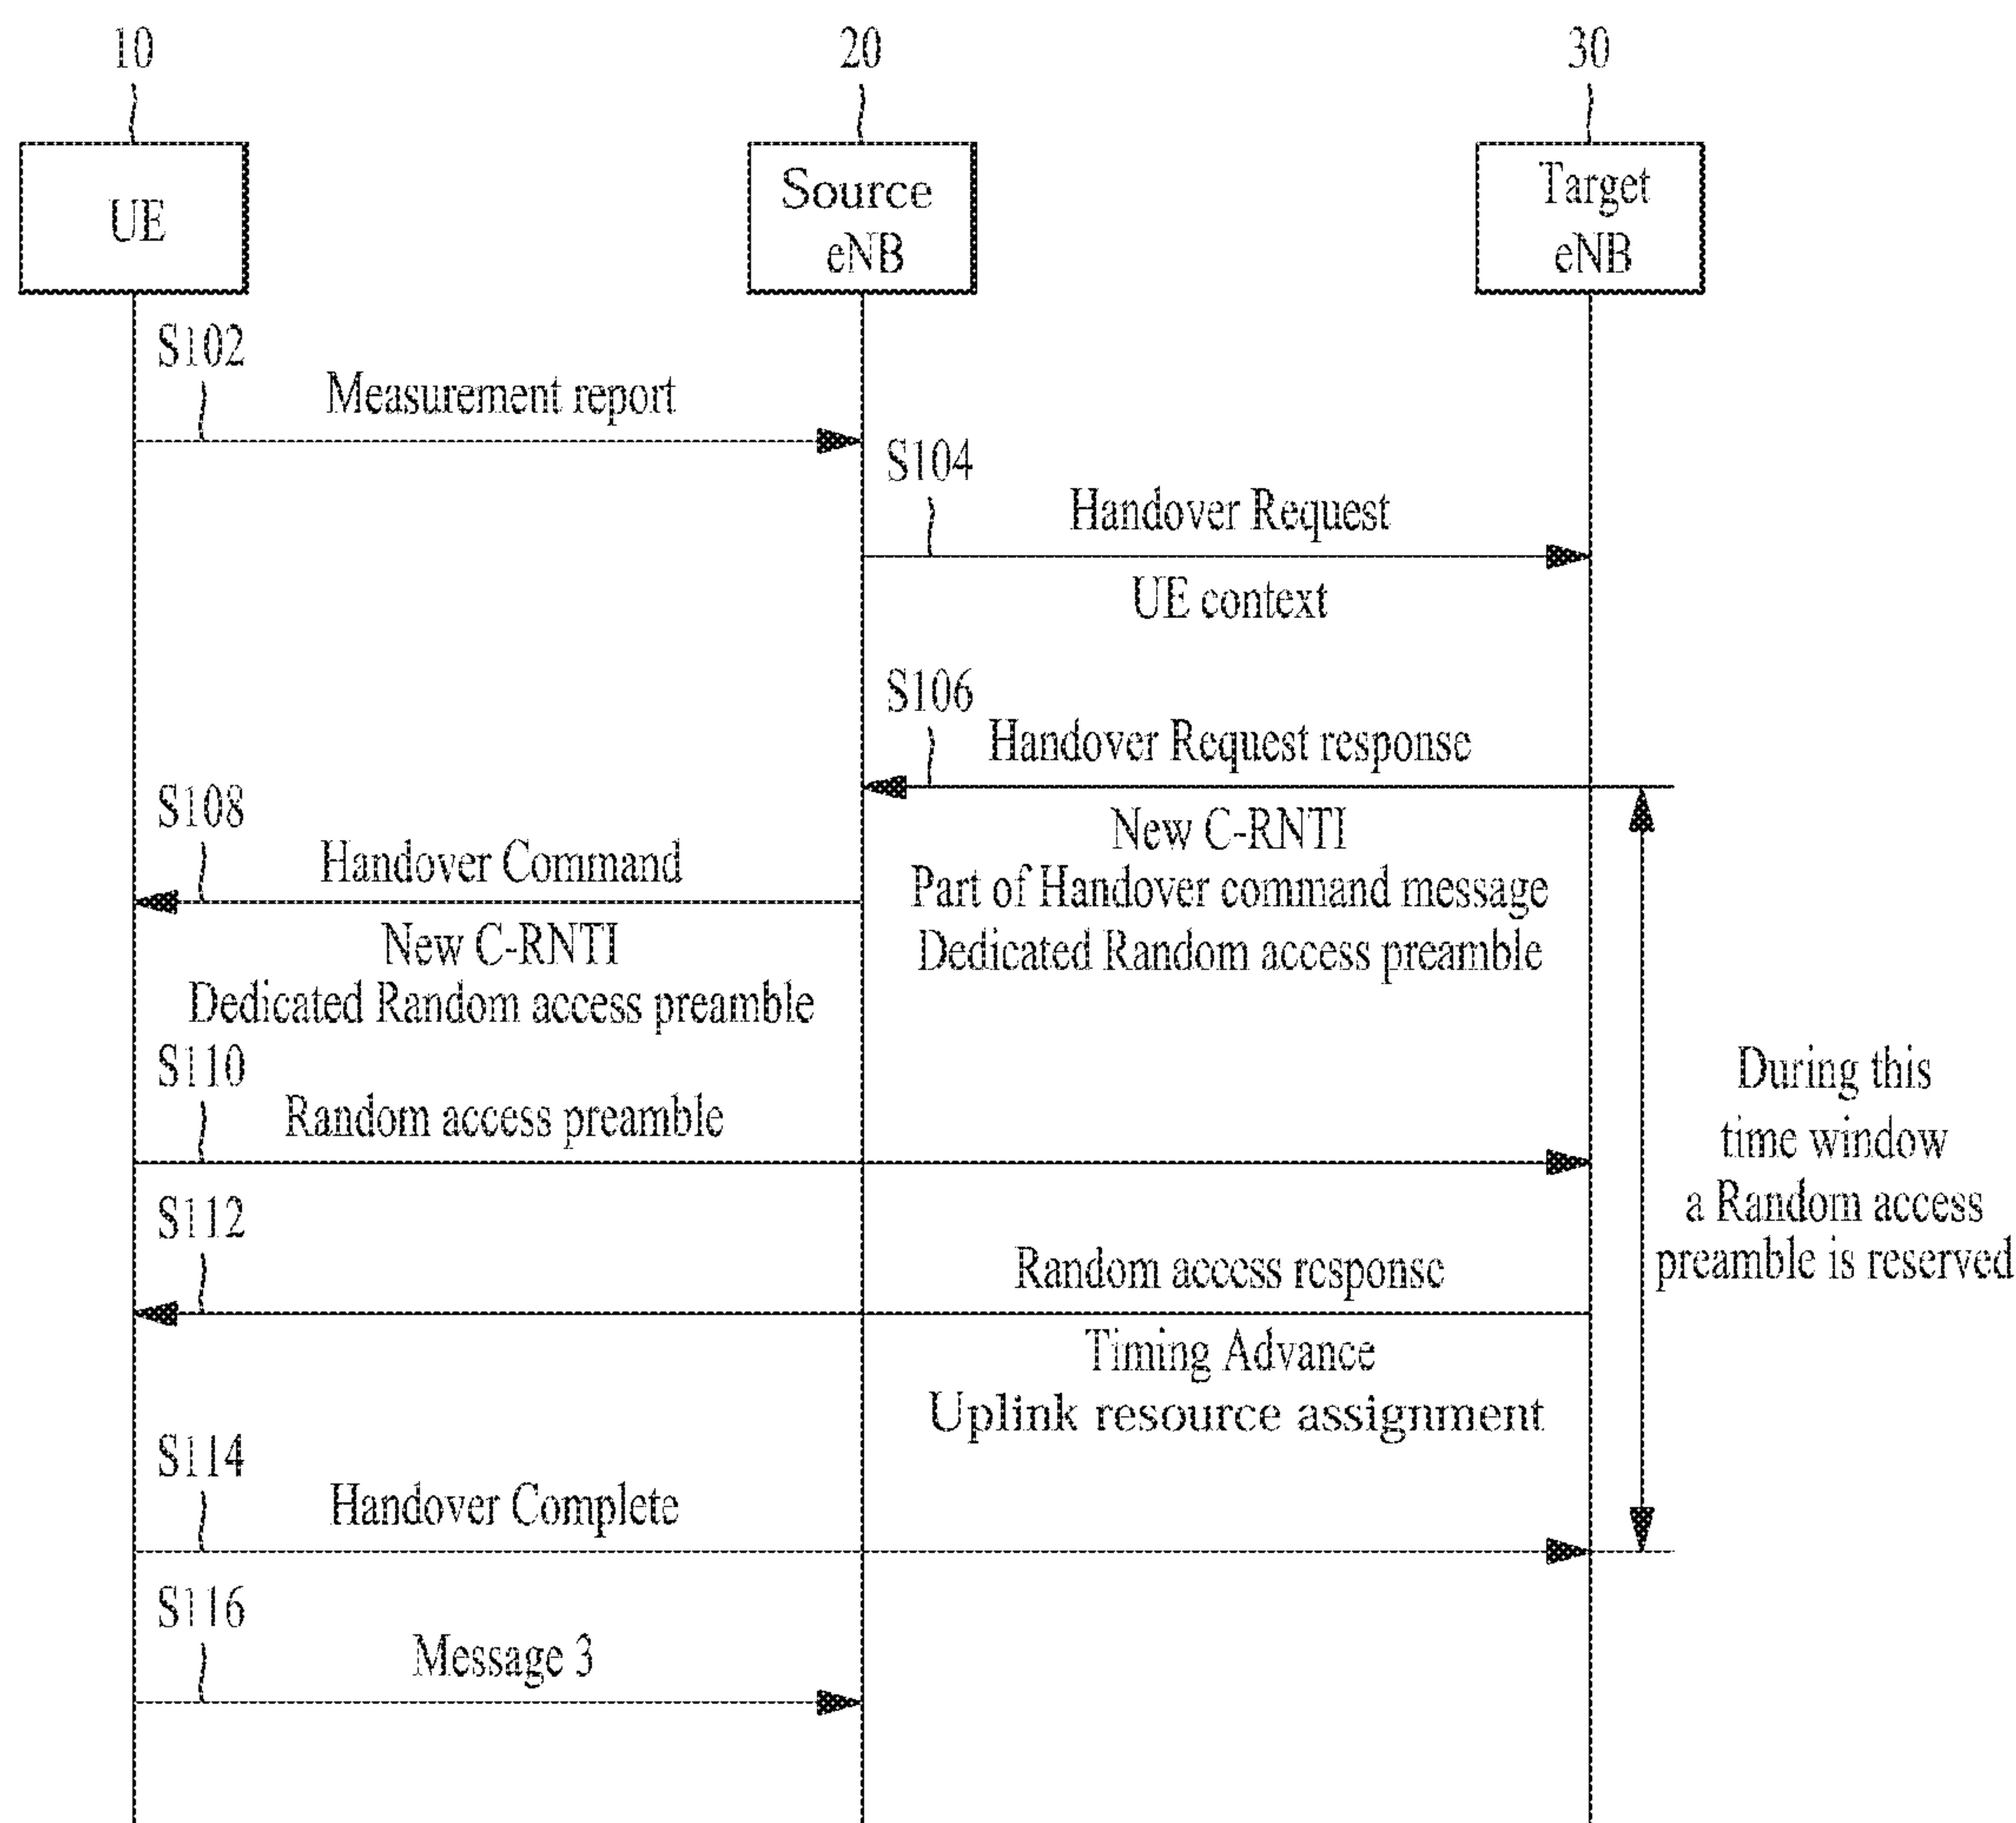 10
20
30
UE
Source
eNB
Target
eNB
S102
Measurement report
S104
Handover Request
UE context
S106
Handover Request response
New C-RNTI
Part of Handover command message
Dedicated Random access preamble
S108
Handover Command
New C-RNTI
Dedicated Random access preamble
S110
Random access preamble
During this
time window
a Random access
preamble is reserved
S112
Random access response
Timing Advance
Uplink resource assignment
S114
Handover Complete
S116
Message 3